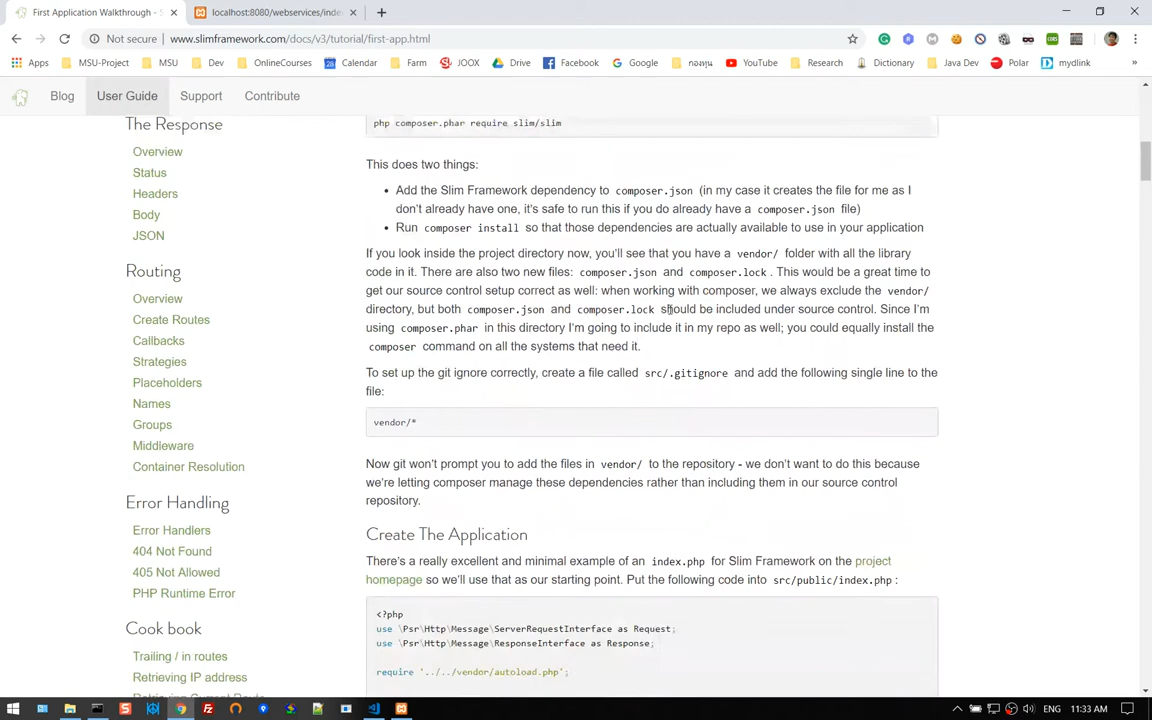 First Application Walkthrough - S
localhost:8080/webservices/inde
Not secure
www.slimframework.com/docs/v3/tutorial/first-app.html
Apps
MSU-Project
MSU
Dev
OnlineCourses
Calendar
Farm
JOOX
Drive
Facebook
Google
กองทุน
YouTube
Research
Dictionary
Java Dev
Polar
mydlink
Blog
User Guide
Support
Contribute
The Response
Overview
Status
Headers
Body
JSON
Routing
Overview
Create Routes
Callbacks
Strategies
Placeholders
Names
Groups
Middleware
Container Resolution
Error Handling
Error Handlers
404 Not Found
405 Not Allowed
PHP Runtime Error
Cook book
Trailing / in routes
Retrieving IP address
Retrieving Current Route
php composer.phar require slim/slim
This does two things:
Add the Slim Framework dependency to composer.json (in my case it creates the file for me as I
don't already have one, it's safe to run this if you do already have a composer.json file)
Run composer install so that those dependencies are actually available to use in your application
If you look inside the project directory now, you'll see that you have a vendor/ folder with all the library
code in it. There are also two new files: composer.json and composer.lock . This would be a great time to
get our source control setup correct as well: when working with composer, we always exclude the vendor/
directory, but both composer.json and composer.lock should be included under source control. Since I'm
using composer.phar in this directory I'm going to include it in my repo as well; you could equally install the
composer command on all the systems that need it.
To set up the git ignore correctly, create a file called src/.gitignore and add the following single line to the
file:
vendor/*
Now git won't prompt you to add the files in vendor/ to the repository - we don't want to do this because
we're letting composer manage these dependencies rather than including them in our source control
repository.
Create The Application
There's a really excellent and minimal example of an index.php for Slim Framework on the project
homepage so we'll use that as our starting point. Put the following code into src/public/index.php :
<?php
use \Psr\Http\Message\ServerRequestInterface as Request;
use \Psr\Http\Message\ResponseInterface as Response;
require '../../vendor/autoload.php';
ENG
11:33 AM